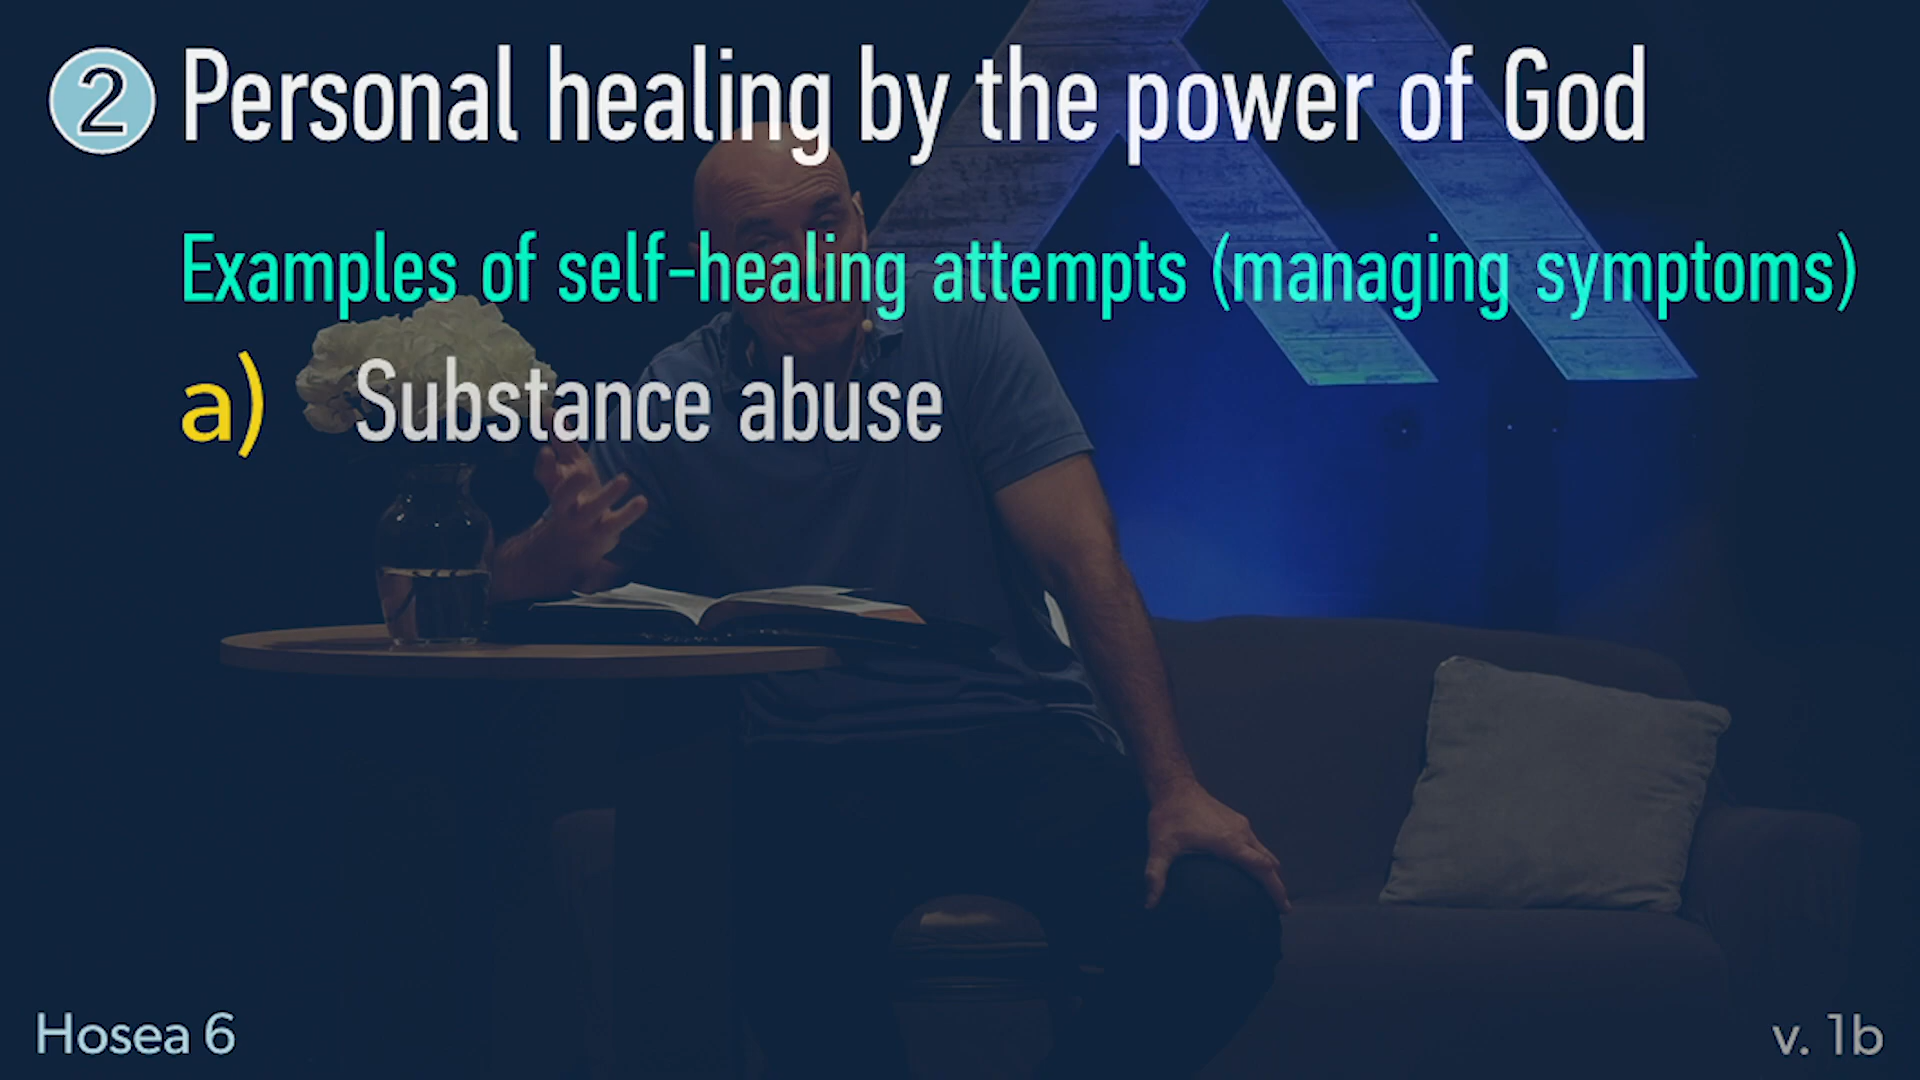 2 Personal healing by the power of God
Examples of self-healing attempts (managing symptoms)
a) Substance abuse
Hosea 6
v. 1b